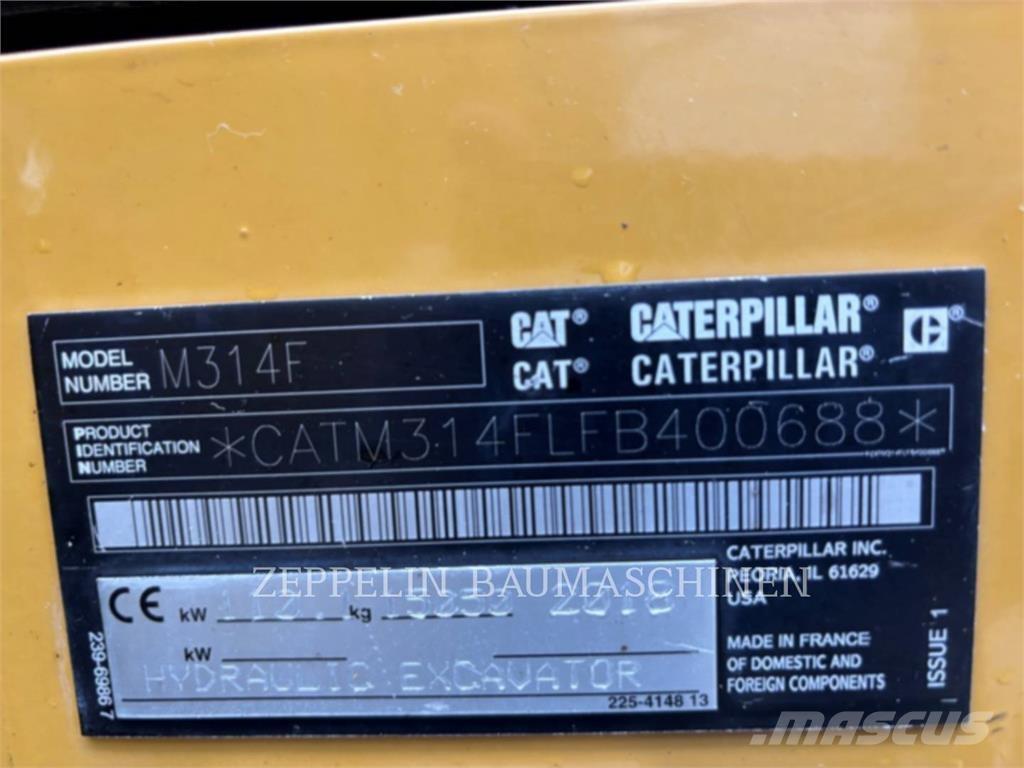 MODEL NUMBER M314F
CAT® CATERPILLAR®
CAT® CATERPILLAR®
PRODUCT IDENTIFICATION NUMBER *CATM314FLFB400688*
CATERPILLAR INC.
PEORIA, IL 61629
USA
ZEPPELIN BAUMASCHINEN
CE kW kg
kW
HYDRAULIC EXCAVATOR
225-4148 13
MADE IN FRANCE
OF DOMESTIC AND
FOREIGN COMPONENTS
ISSUE 1
239-6986 7
MASCUS